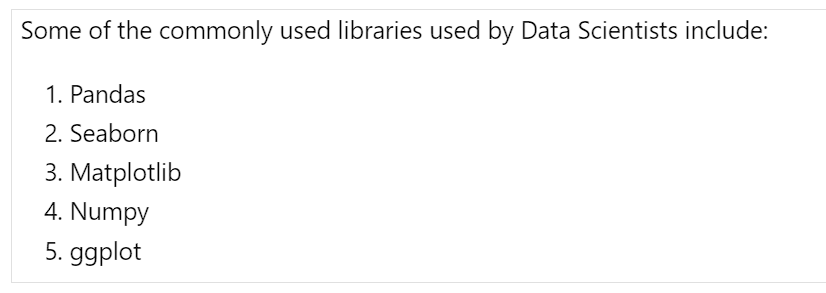 Some of the commonly used libraries used by Data Scientists include:
1. Pandas
2. Seaborn
3. Matplotlib
4. Numpy
5. ggplot